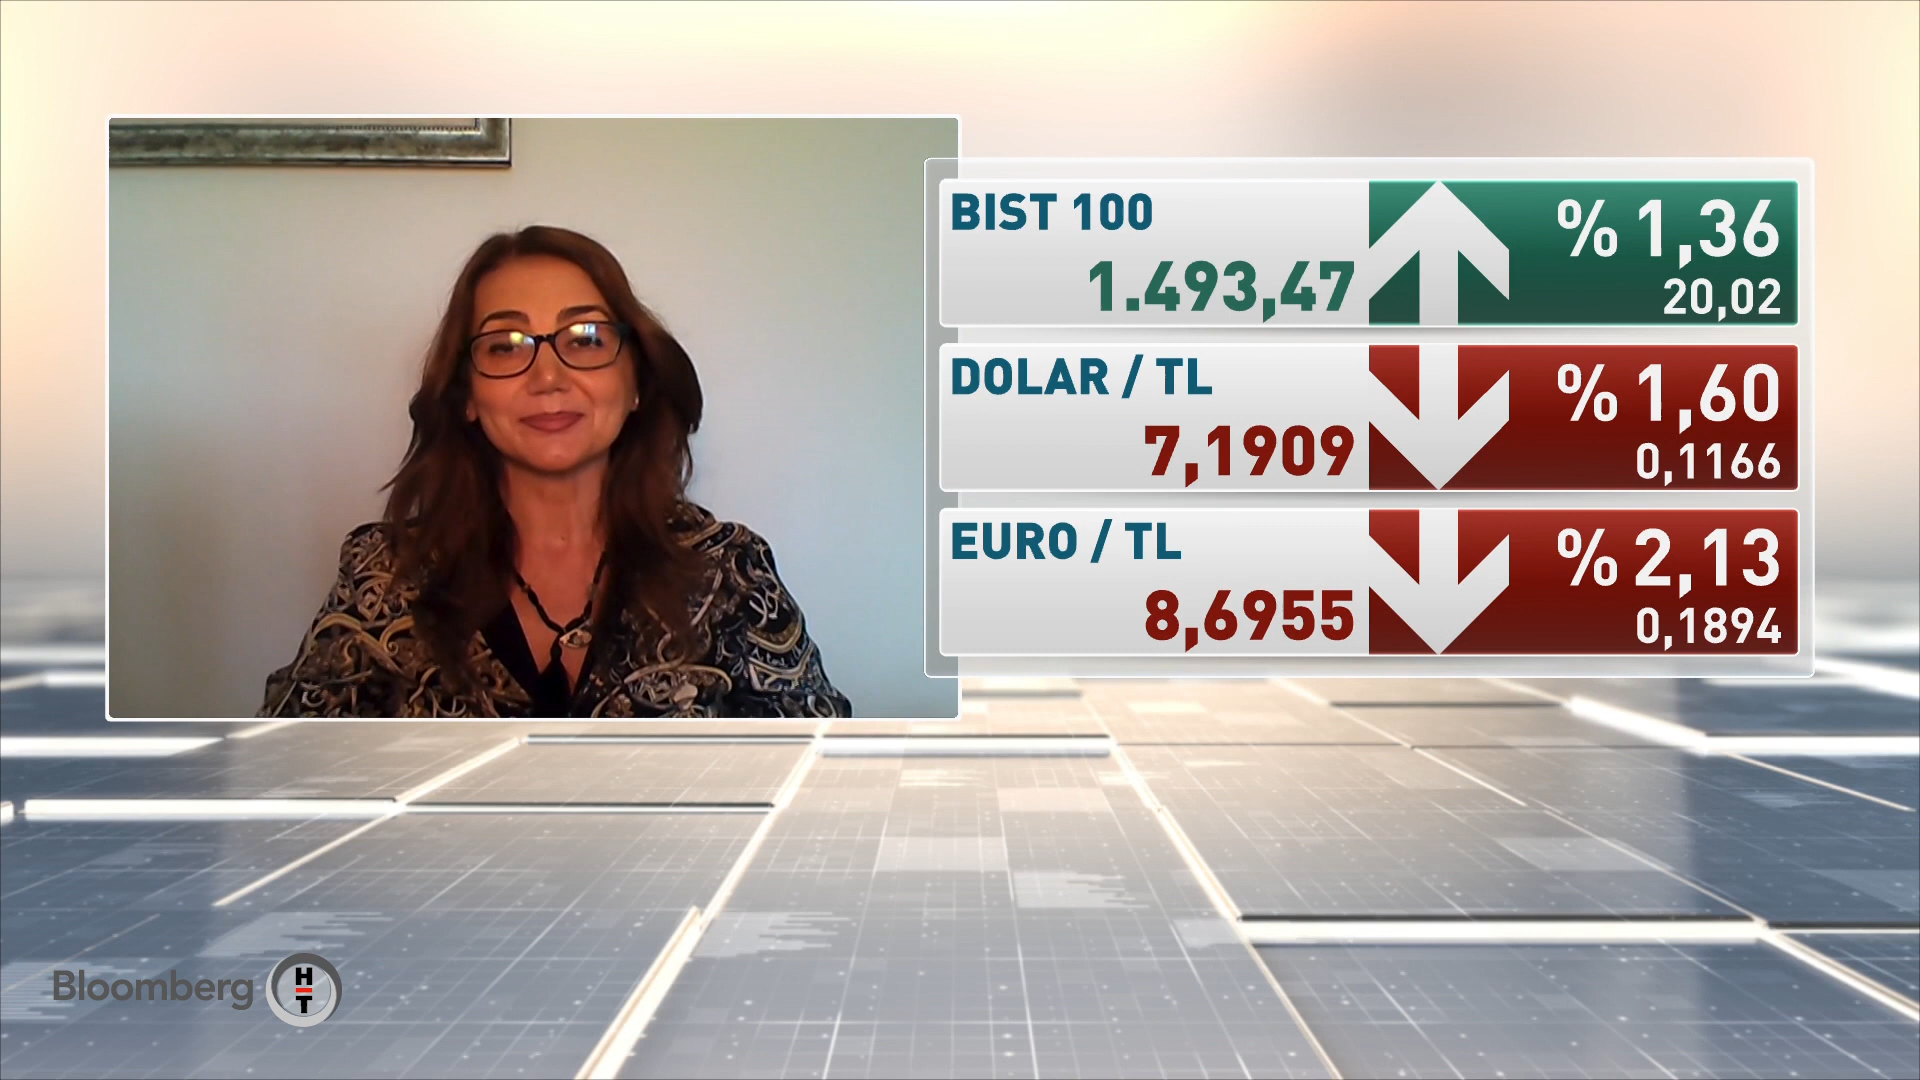 BIST 100
1.493,47
% 1,36
20,02
DOLAR / TL
7,1909
% 1,60
0,1166
EURO / TL
8,6955
% 2,13
0,1894
Bloomberg HT